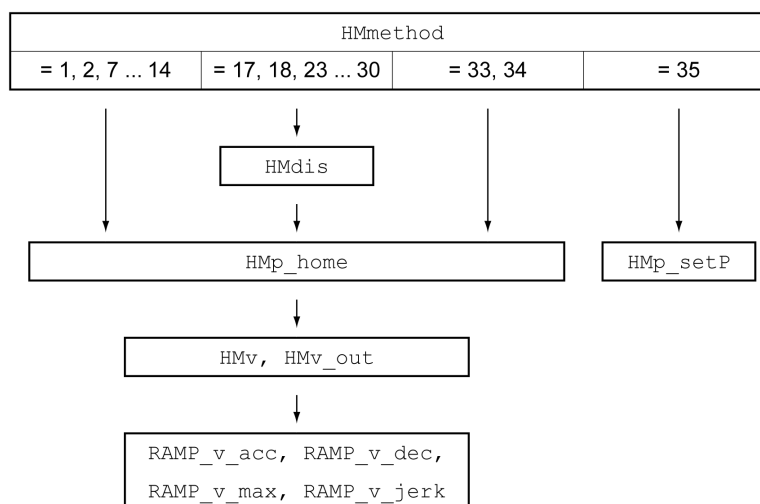 HMmethod
= 1, 2, 7 ... 14
= 17, 18, 23 ... 30
= 33, 34
= 35
HMdis
HMp_home
HMp_setP
HMv, HMv_out
RAMP_v_acc, RAMP_v_dec,
RAMP_v_max, RAMP_v_jerk